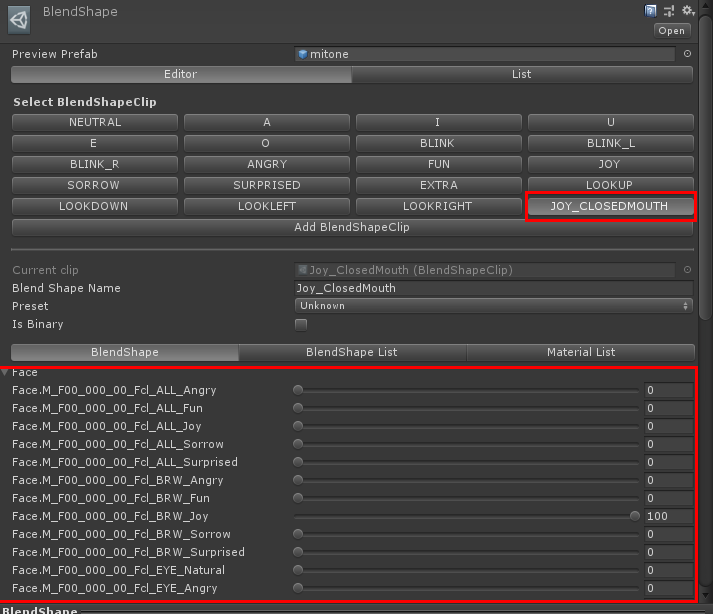 BlendShape
Open
Preview Prefab mitone
Editor List
Select BlendShapeClip
NEUTRAL A I U
E O BLINK BLINK_L
BLINK_R ANGRY FUN JOY
SORROW SURPRISED EXTRA LOOKUP
LOOKDOWN LOOKLEFT LOOKRIGHT JOY_CLOSEDMOUTH
Add BlendShapeClip
Current clip Joy_ClosedMouth (BlendShapeClip)
Blend Shape Name Joy_ClosedMouth
Preset Unknown
Is Binary
BlendShape BlendShape List Material List
Face
Face.M_F00_000_00_Fcl_ALL_Angry 0
Face.M_F00_000_00_Fcl_ALL_Fun 0
Face.M_F00_000_00_Fcl_ALL_Joy 0
Face.M_F00_000_00_Fcl_ALL_Sorrow 0
Face.M_F00_000_00_Fcl_ALL_Surprised 0
Face.M_F00_000_00_Fcl_BRW_Angry 0
Face.M_F00_000_00_Fcl_BRW_Fun 0
Face.M_F00_000_00_Fcl_BRW_Joy 100
Face.M_F00_000_00_Fcl_BRW_Sorrow 0
Face.M_F00_000_00_Fcl_BRW_Surprised 0
Face.M_F00_000_00_Fcl_EYE_Natural 0
Face.M_F00_000_00_Fcl_EYE_Angry 0
BlendShape